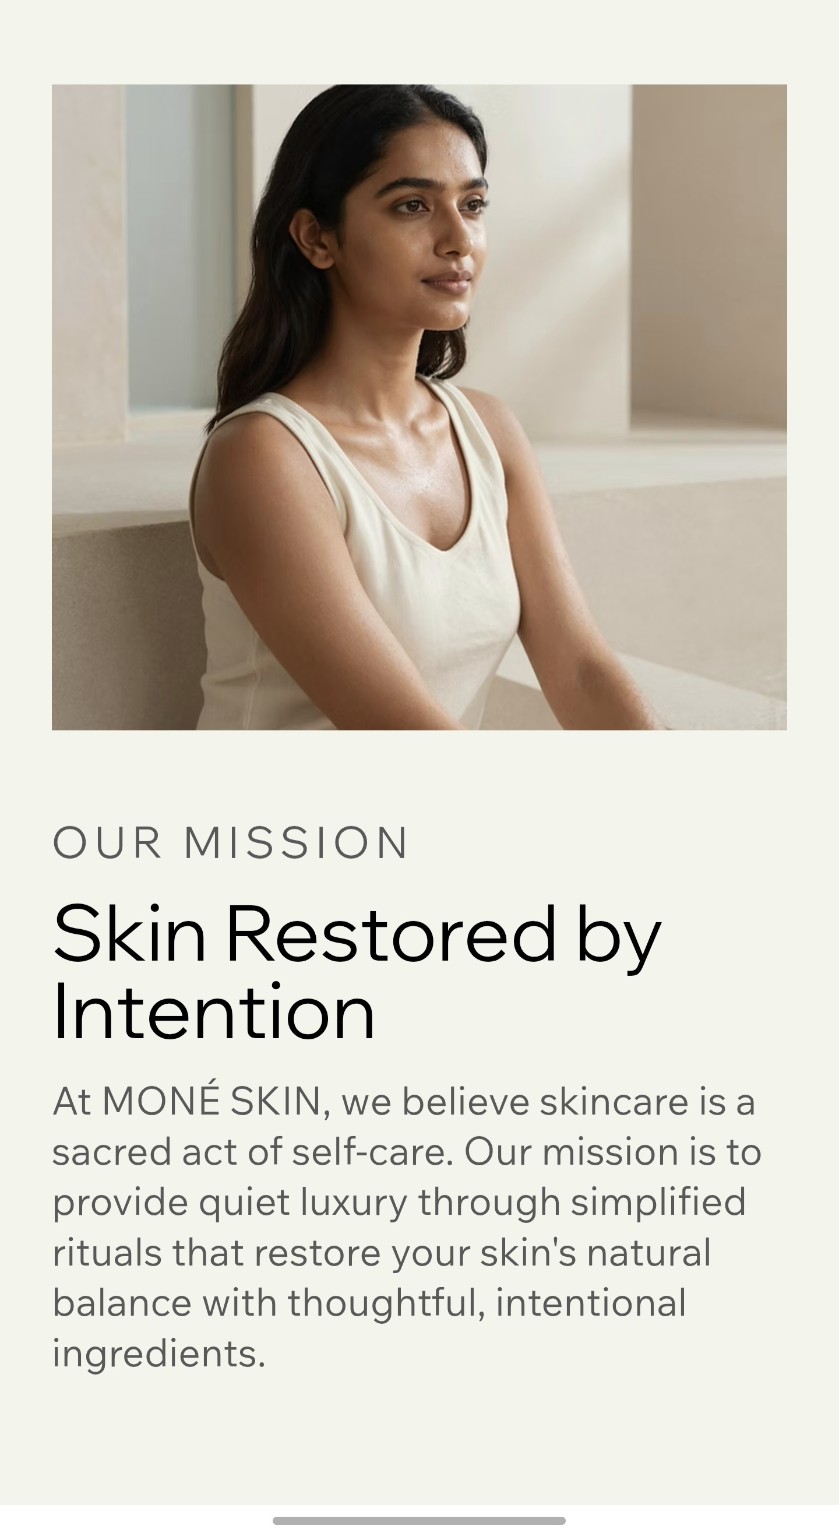 OUR MISSION
Skin Restored by
Intention
At MONÉ SKIN, we believe skincare is a
sacred act of self-care. Our mission is to
provide quiet luxury through simplified
rituals that restore your skin's natural
balance with thoughtful, intentional
ingredients.